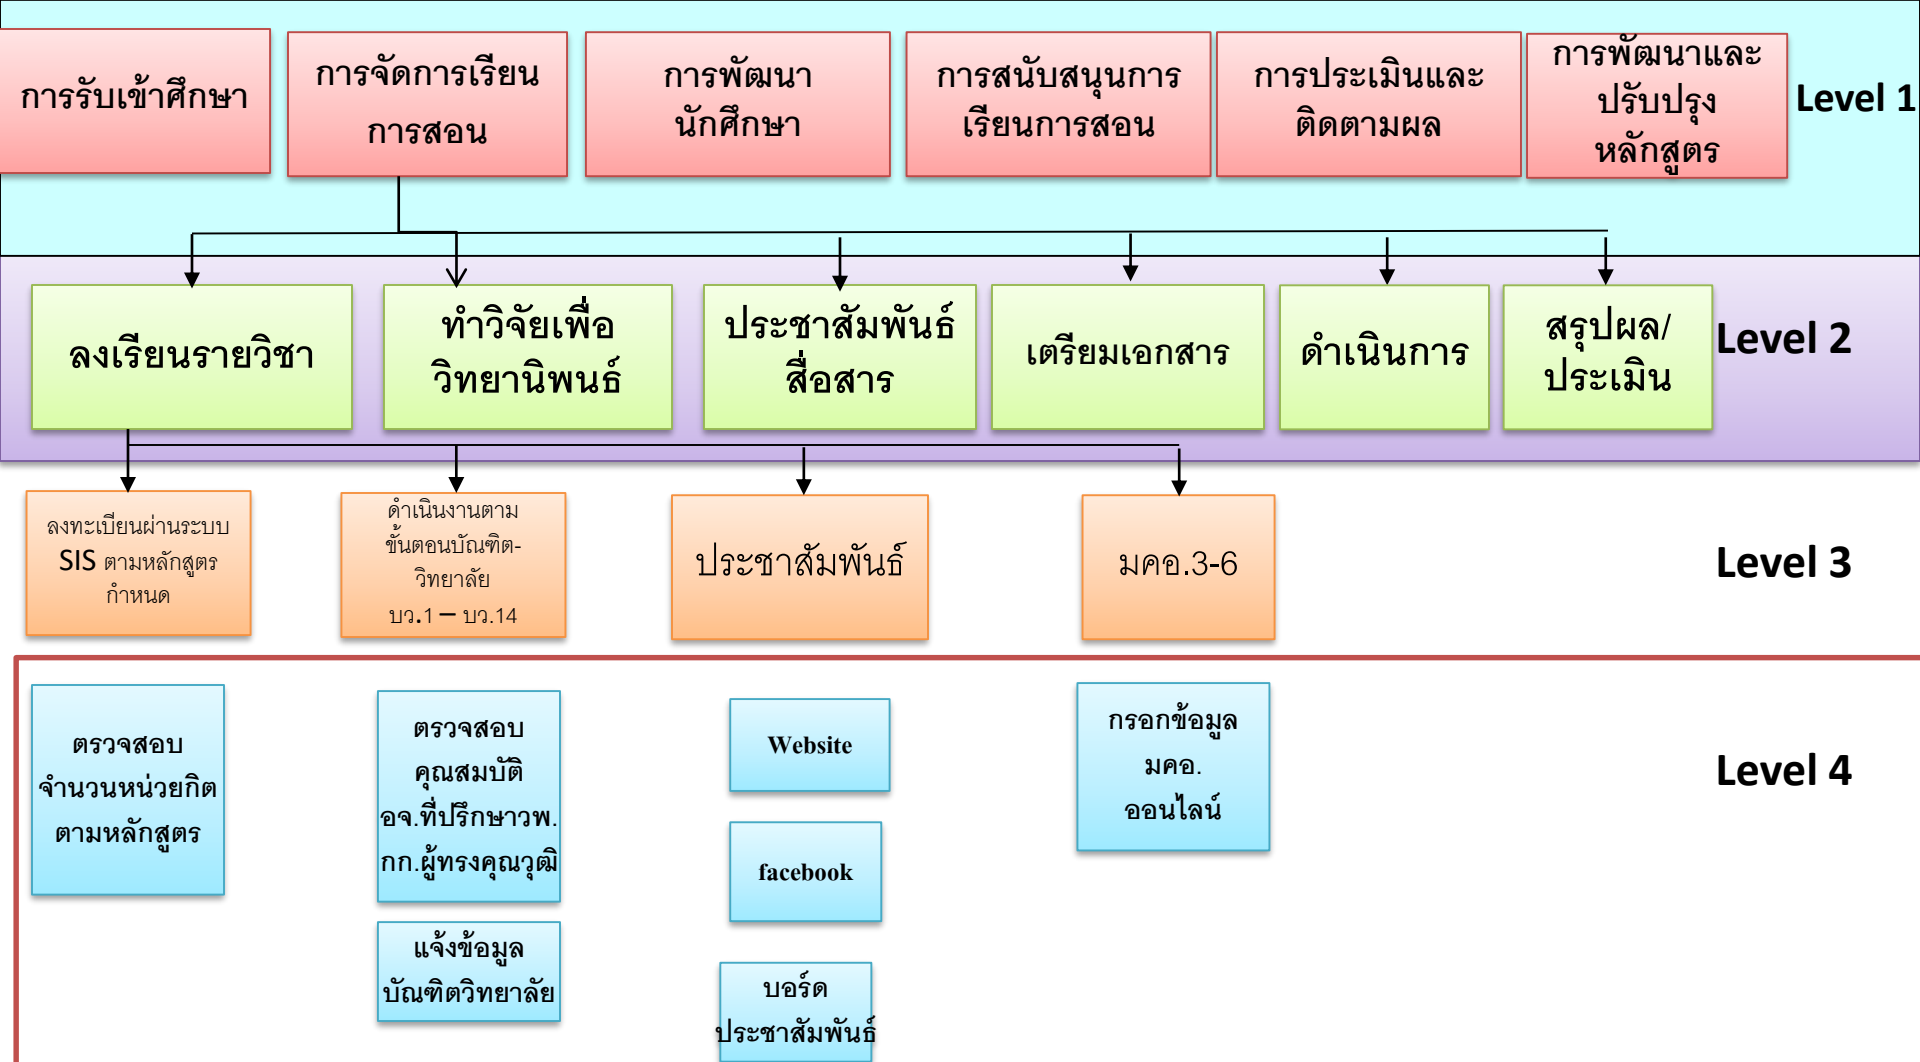 การรับเข้าศึกษา
การจัดการเรียน
การสอน
การพัฒนา
นักศึกษา
การสนับสนุนการ
เรียนการสอน
การประเมินและ
ติดตามผล
การพัฒนาและ
ปรับปรุง
หลักสูตร
Level 1
ลงเรียนรายวิชา
ทำวิจัยเพื่อ
วิทยานิพนธ์
ประชาสัมพันธ์
สื่อสาร
เตรียมเอกสาร
ดำเนินการ
สรุปผล/
ประเมิน
Level 2
ลงทะเบียนผ่านระบบ
SIS ตามหลักสูตร
กำหนด
ดำเนินงานตาม
ขั้นตอนบัณฑิต-
วิทยาลัย
บว.1 – บว.14
ประชาสัมพันธ์
มคอ.3-6
Level 3
ตรวจสอบ
จำนวนหน่วยกิต
ตามหลักสูตร
ตรวจสอบ
คุณสมบัติ
อจ.ที่ปรึกษาวพ.
กก.ผู้ทรงคุณวุฒิ
แจ้งข้อมูล
บัณฑิตวิทยาลัย
Website
facebook
บอร์ด
ประชาสัมพันธ์
กรอกข้อมูล
มคอ.
ออนไลน์
Level 4